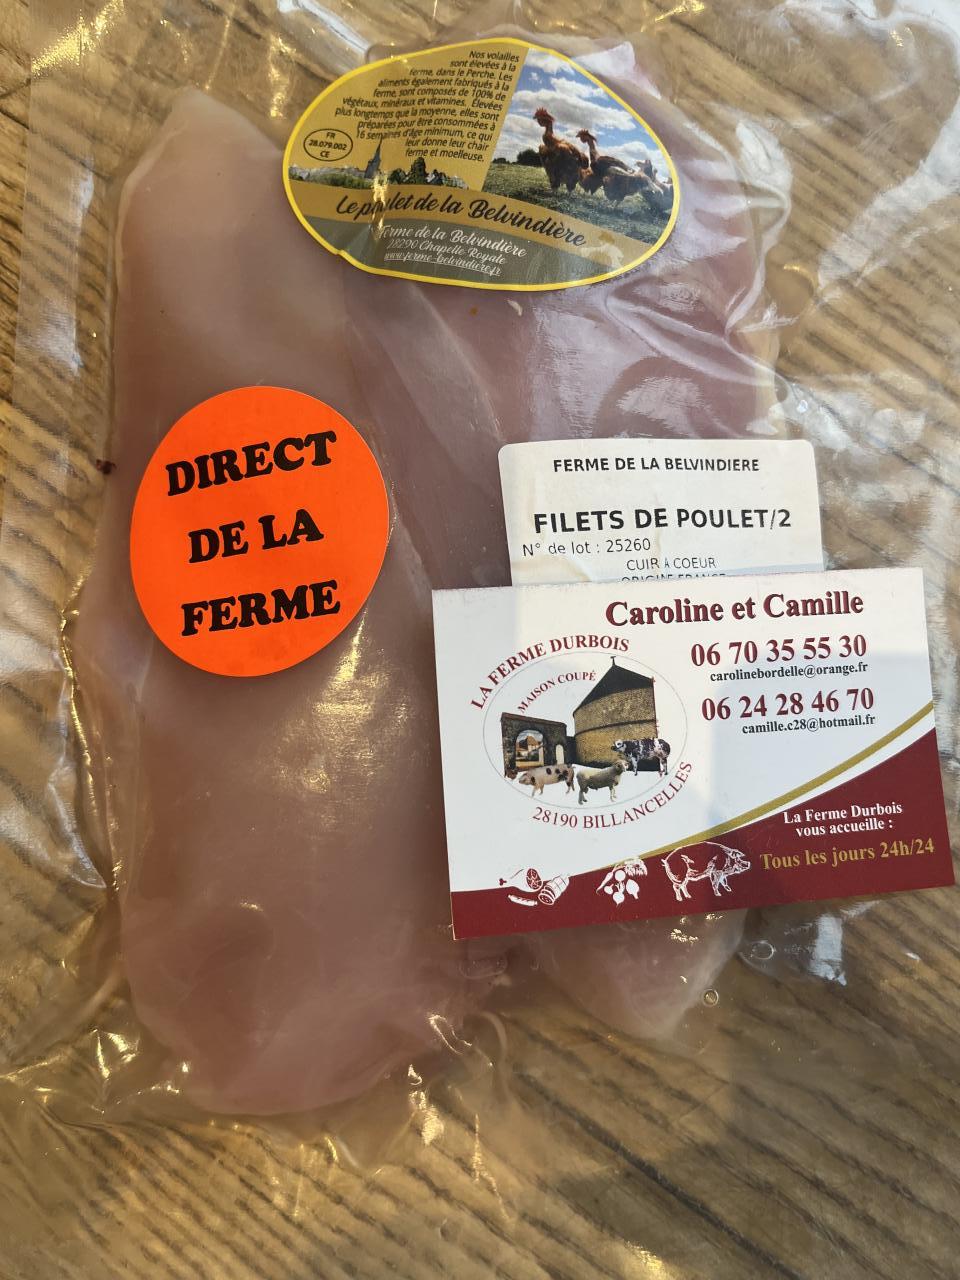 Nos volailles
sont élevées à la
ferme, dans le Perche. Les
aliments également fabriqués à la
ferme, sont composés de 100% de
végétaux, minéraux et vitamines. Élevées
plus longtemps que la moyenne, elles sont
préparées pour être consommées à
16 semaines d'âge minimum, ce qui
leur donne leur chair
ferme et moelleuse.
FR
28.079.002
CE
Le poulet de la Belvindière
Ferme de la Belvindière
28290 Chapelle-Royale
www.ferme-belvindiere.fr
DIRECT
DE LA
FERME
FERME DE LA BELVINDIERE
FILETS DE POULET/2
N° de lot : 25260
CUIR A COEUR
ORIGINE FRANCE
Caroline et Camille
06 70 35 55 30
carolinebordelle@orange.fr
06 24 28 46 70
camille.c28@hotmail.fr
LA FERME DURBOIS
MAISON COUPÉ
28190 BILLANCELLES
La Ferme Durbois
vous accueille :
Tous les jours 24h/24